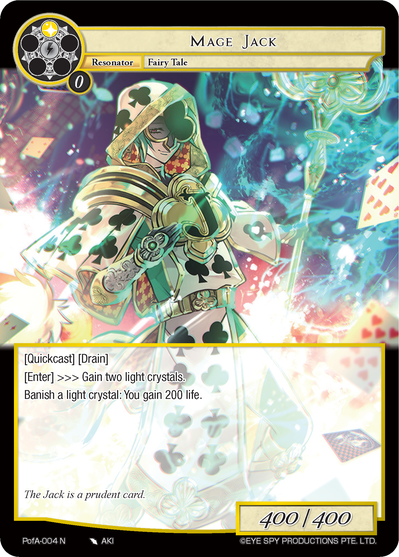 Mage Jack
Resonator Fairy Tale
0
[Quickcast] [Drain]
[Enter] >>> Gain two light crystals.
Banish a light crystal: You gain 200 life.
The Jack is a prudent card.
400/400
PofA-004 N AKI ©EYE SPY PRODUCTIONS PTE. LTD.